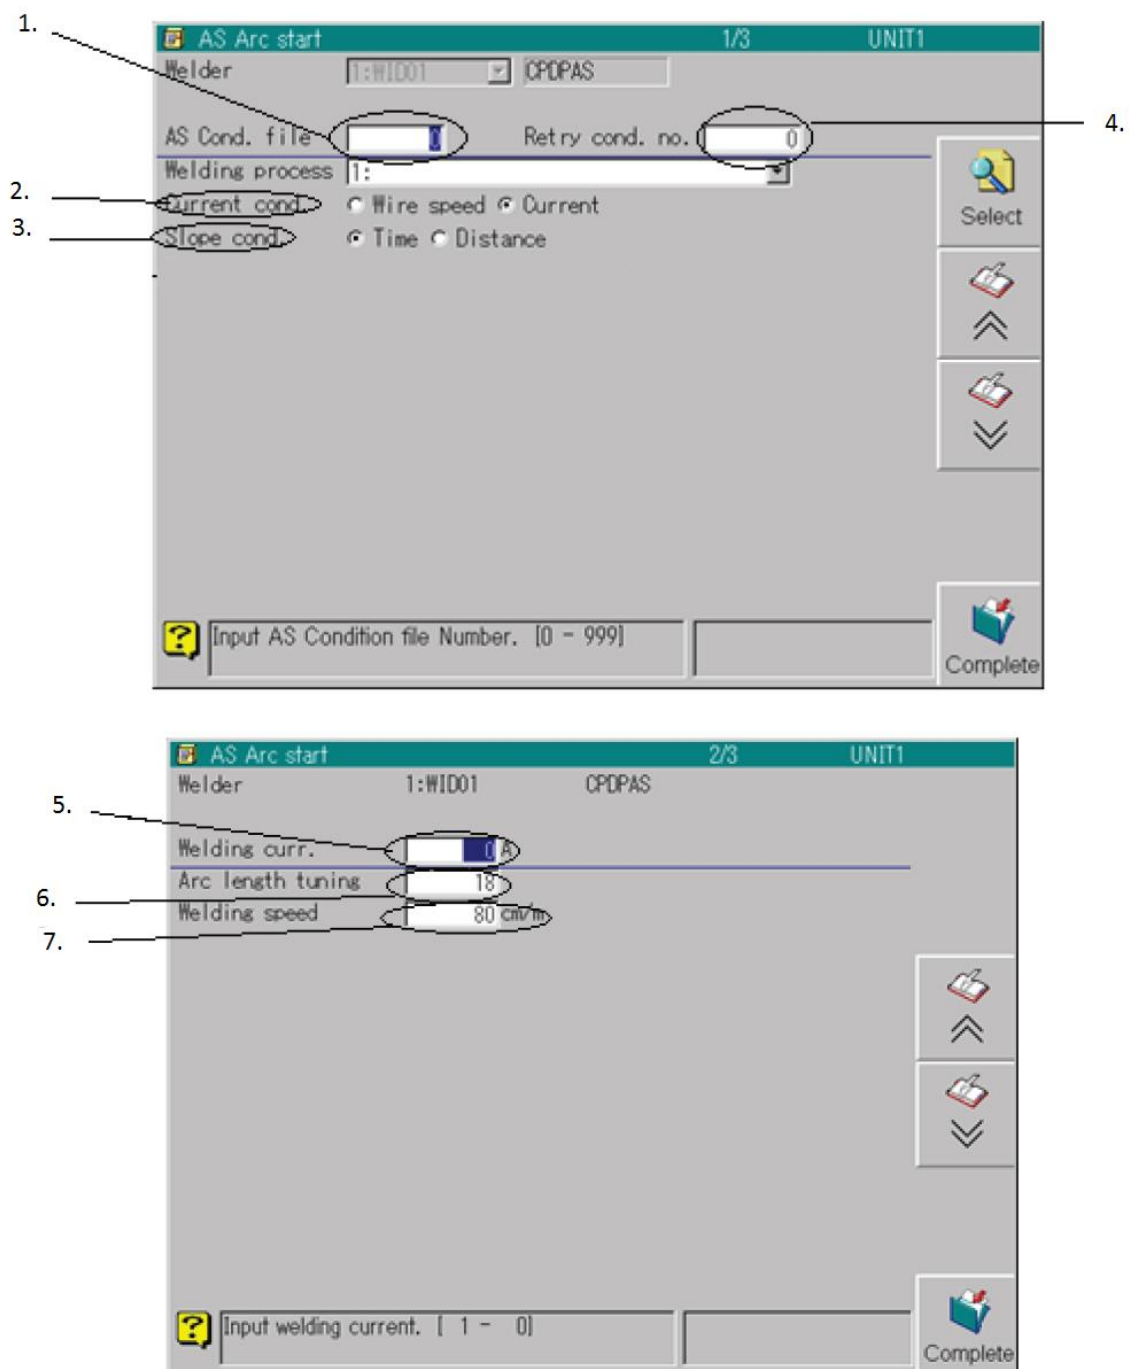 1.
AS Arc start 1/3 UNIT1
Welder 1:WID01 CPDPAS
AS Cond. file 0 Retry cond. no. 0
4.
Welding process 1:
2.
Current cond. Wire speed Current
3.
Slope cond. Time Distance
Select
Input AS Condition file Number. [0 - 999]
Complete
AS Arc start 2/3 UNIT1
Welder 1:WID01 CPDPAS
5.
Welding curr. 0 A
Arc length tuning 18
6.
Welding speed 80 cm/m
7.
Input welding current. [ 1 - 0]
Complete